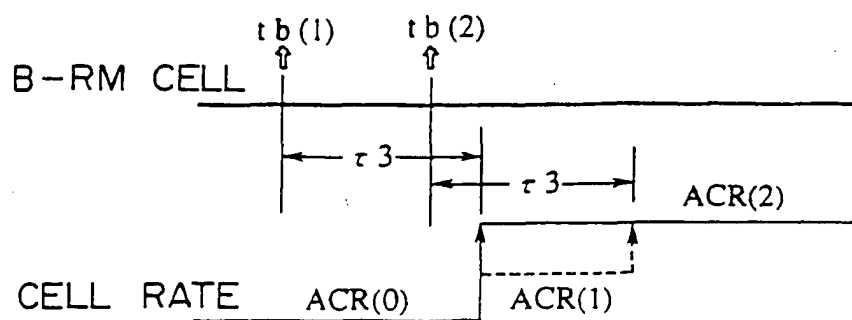 t b (1) t b (2)
B-RM CELL
τ 3
τ 3
ACR(2)
CELL RATE ACR(0) ACR(1)